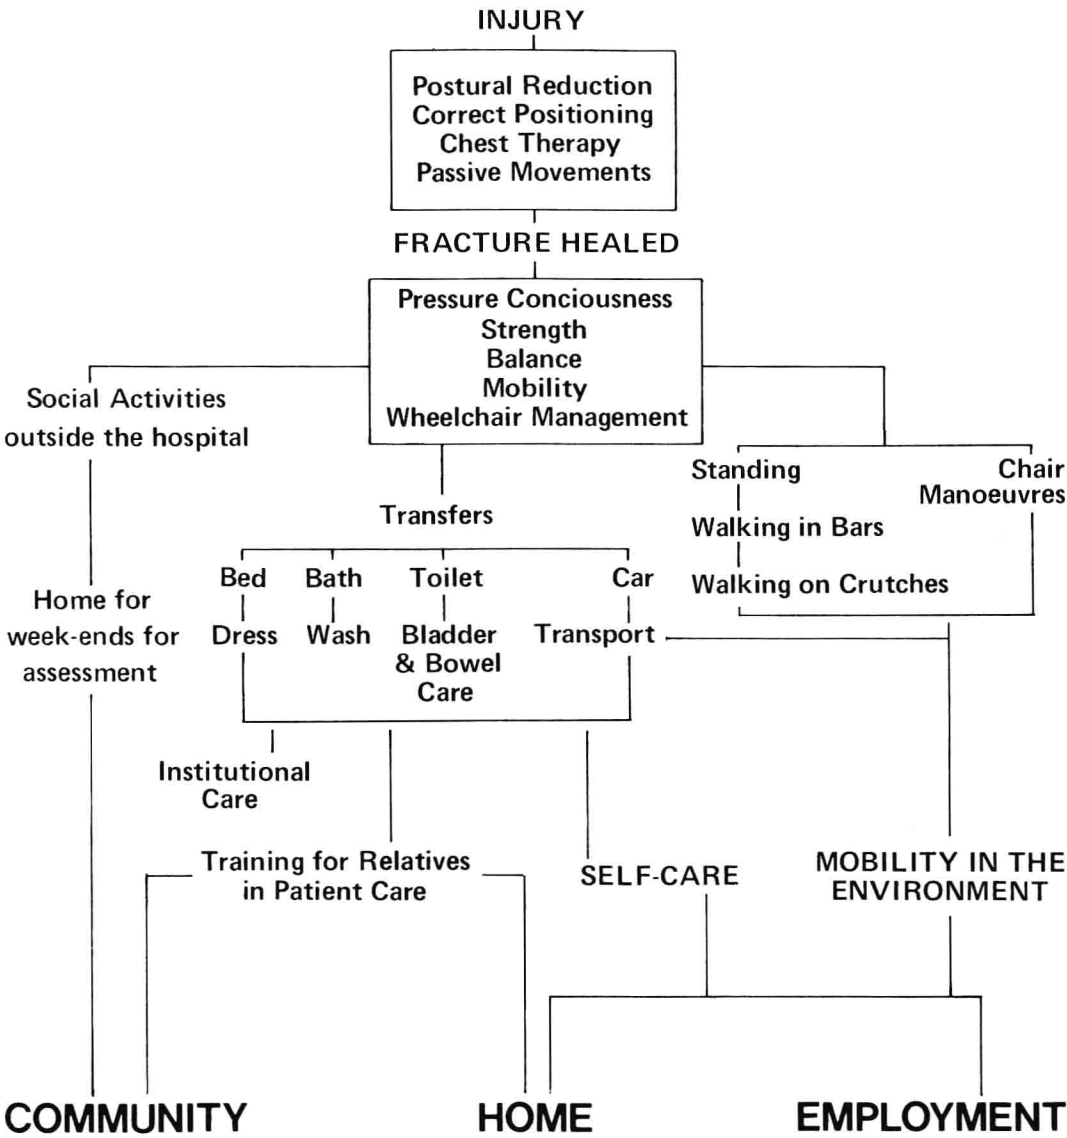 INJURY
Postural Reduction
Correct Positioning
Chest Therapy
Passive Movements
FRACTURE HEALED
Pressure Conciousness
Strength
Balance
Mobility
Wheelchair Management
Social Activities
outside the hospital
Home for
week-ends for
assessment
Transfers
Bed Bath Toilet Car
Dress Wash Bladder
& Bowel
Care
Transport
Standing
Walking in Bars
Walking on Crutches
Chair
Manoeuvres
Institutional
Care
Training for Relatives
in Patient Care
SELF-CARE
MOBILITY IN THE
ENVIRONMENT
COMMUNITY HOME EMPLOYMENT